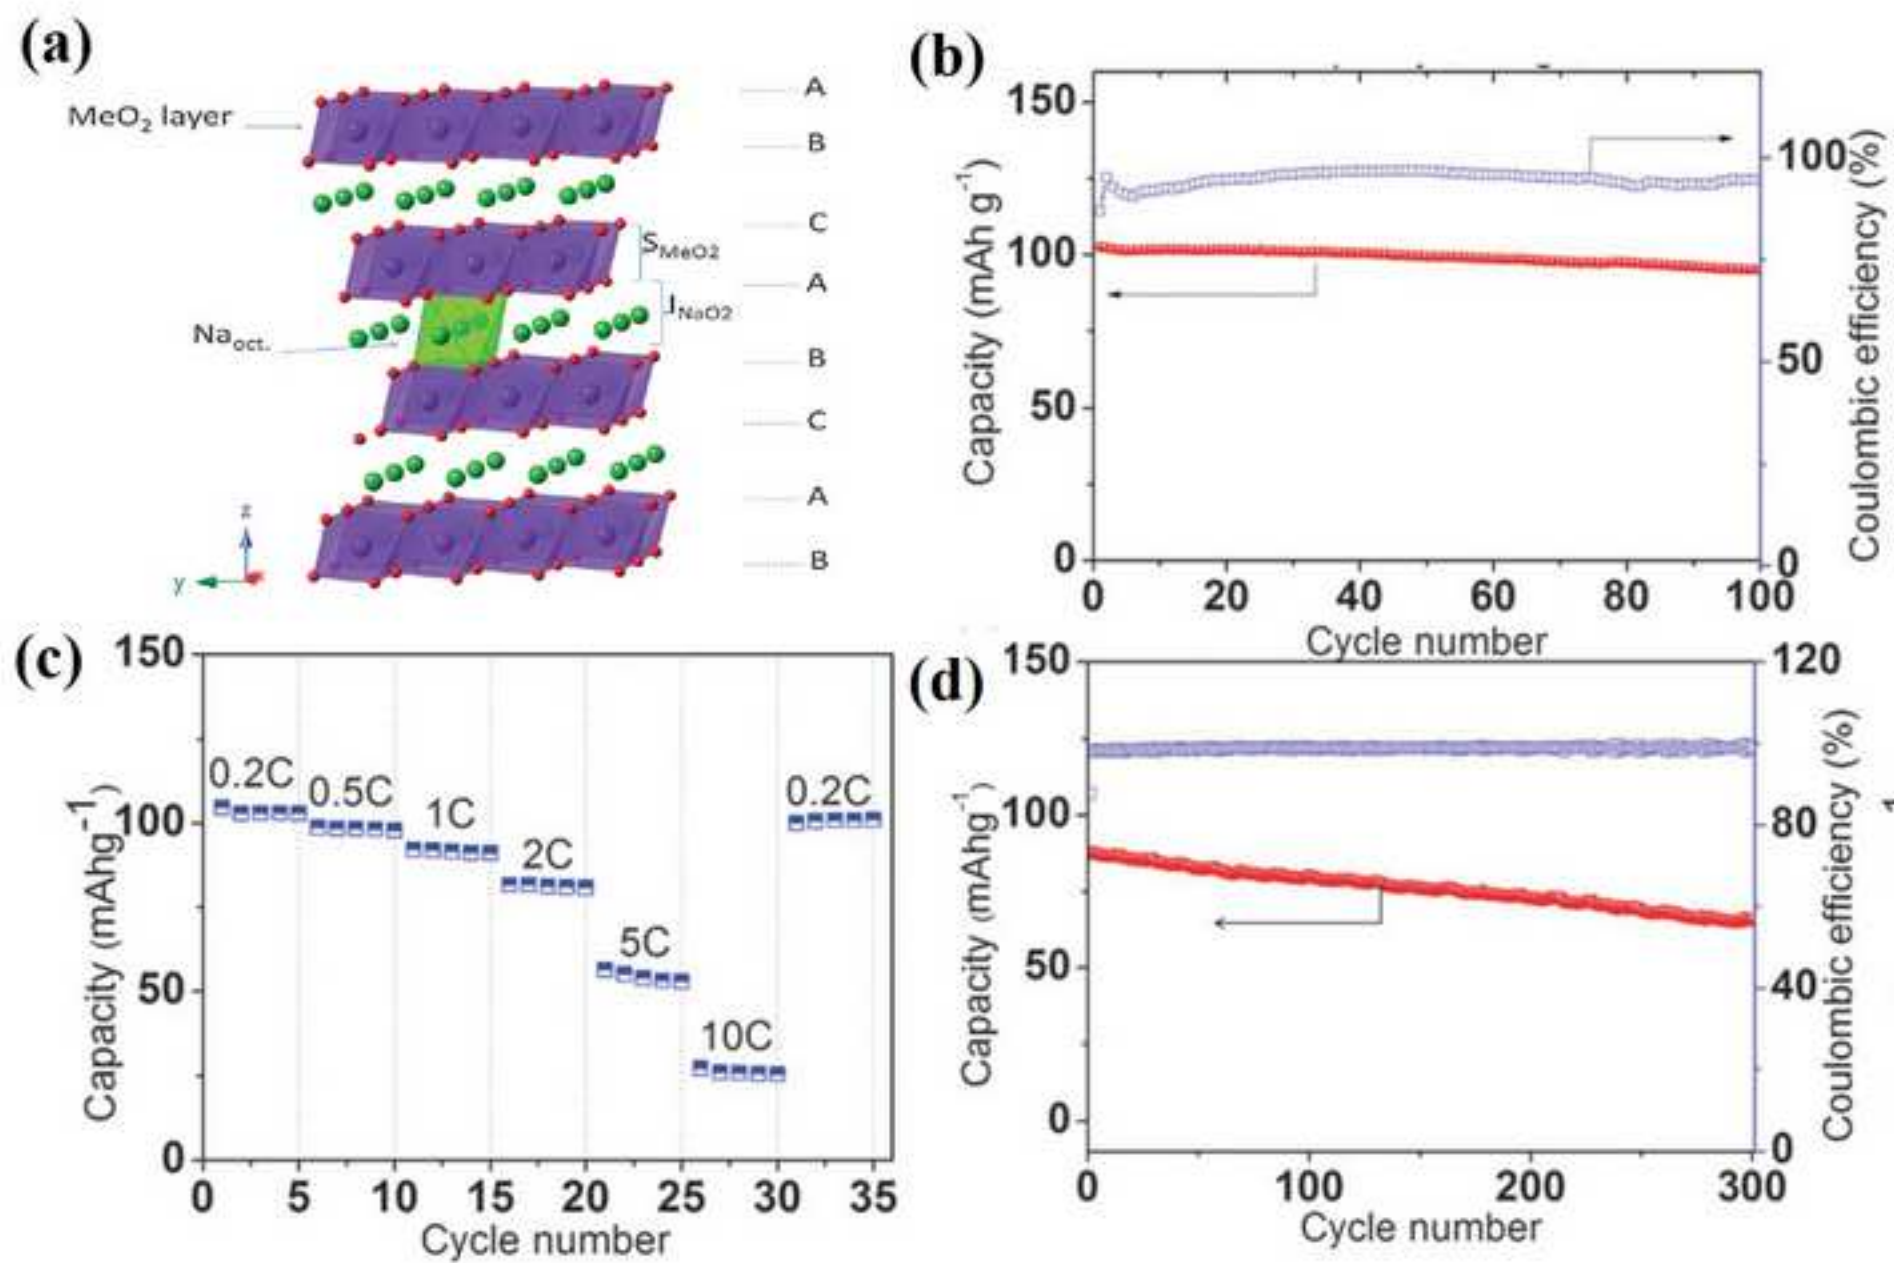 (a)
MeO2 layer
A
B
C
SMeO2
A
INaO2
Naoct.
B
C
A
B
z
y
(b)
150
100
50
0
Capacity (mAh g-1)
100
50
0
Coulombic efficiency (%)
0 20 40 60 80 100
Cycle number
(c)
150
100
50
0
Capacity (mAhg-1)
0.2C
0.5C
1C
2C
5C
10C
0.2C
0 5 10 15 20 25 30 35
Cycle number
(d)
150
100
50
0
Capacity (mAhg-1)
120
80
40
0
Coulombic efficiency (%)
0 100 200 300
Cycle number